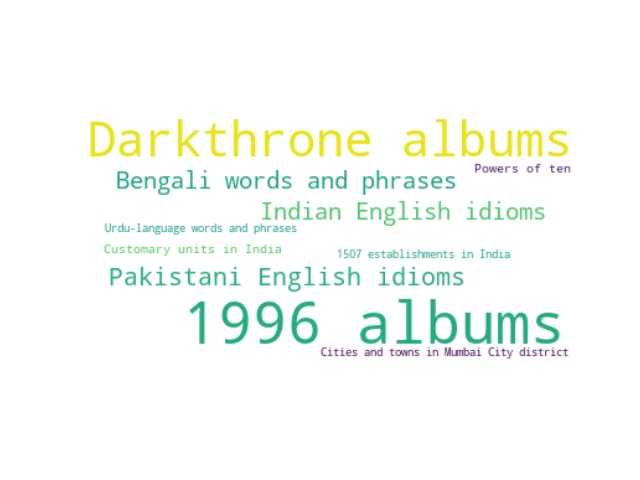 Darkthrone albums
Powers of ten
Bengali words and phrases
Indian English idioms
Urdu-language words and phrases
Customary units in India
1507 establishments in India
Pakistani English idioms
1996 albums
Cities and towns in Mumbai City district